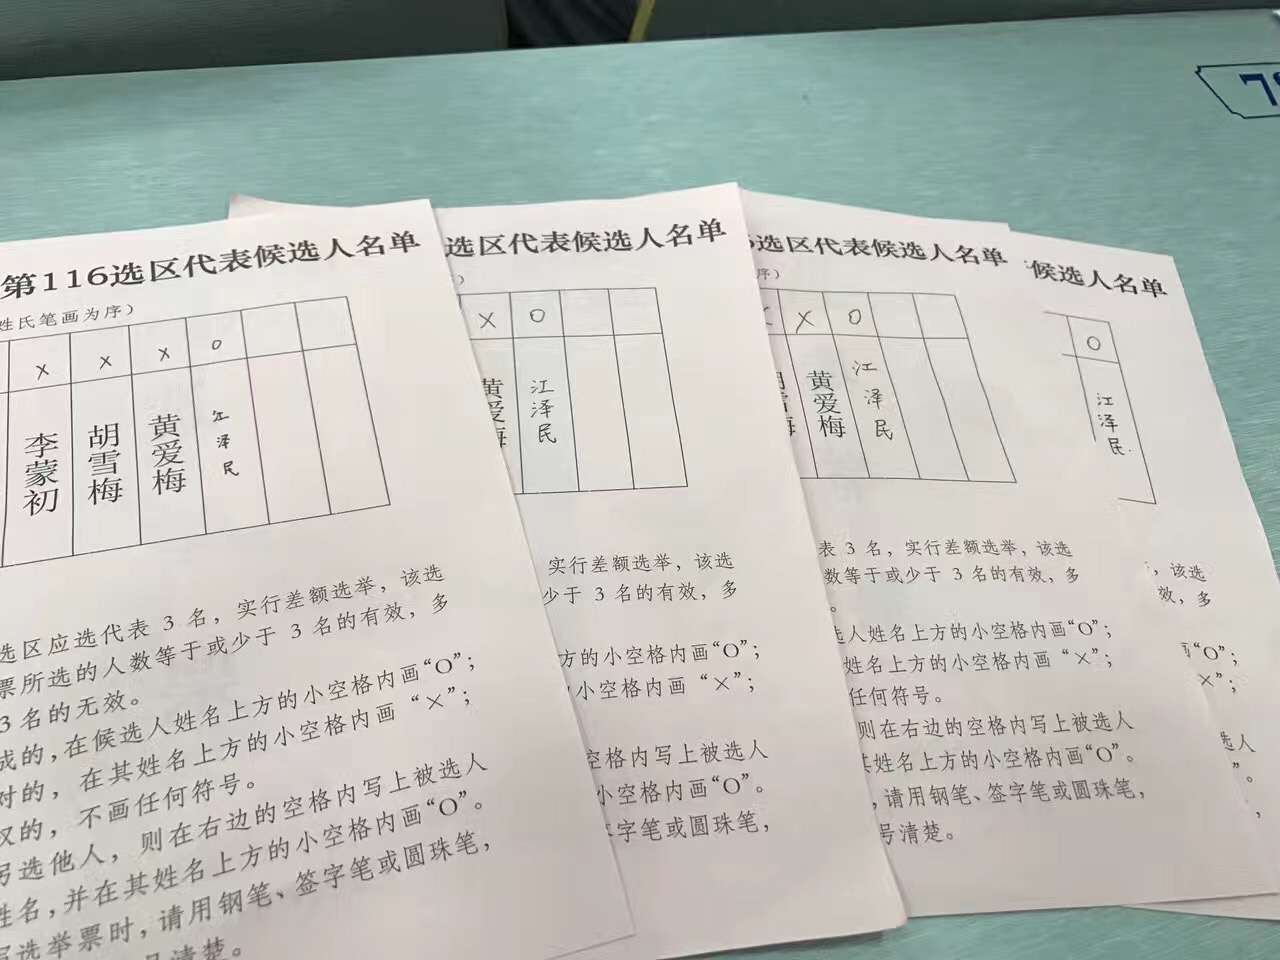 第116选区代表候选人名单
姓氏笔画为序）
X X X O
李蒙初 胡雪梅 黄爱梅 江泽民
选区应选代表 3 名，实行差额选举，该选
票所选的人数等于或少于 3 名的有效，多
3 名的无效。
成的，在候选人姓名上方的小空格内画“O”；
对的，在其姓名上方的小空格内画“×”；
权的，不画任何符号。
另选他人，则在右边的空格内写上被选人
姓名，并在其姓名上方的小空格内画“O”。
写选举票时，请用钢笔、签字笔或圆珠笔，
号清楚。
选区代表候选人名单
）
X O
黄爱梅 江泽民
实行差额选举，该选
少于 3 名的有效，多
方的小空格内画“O”；
小空格内画“×”；
空格内写上被选人
小空格内画“O”。
签字笔或圆珠笔，
选区代表候选人名单
序）
X X O
胡雪梅 黄爱梅 江泽民
表 3 名，实行差额选举，该选
数等于或少于 3 名的有效，多
。
选人姓名上方的小空格内画“O”；
姓名上方的小空格内画“×”；
任何符号。
则在右边的空格内写上被选人
其姓名上方的小空格内画“O”。
，请用钢笔、签字笔或圆珠笔，
号清楚。
候选人名单
O
江泽民
，该选
效，多
“O”；
×”；
选人
”。
，